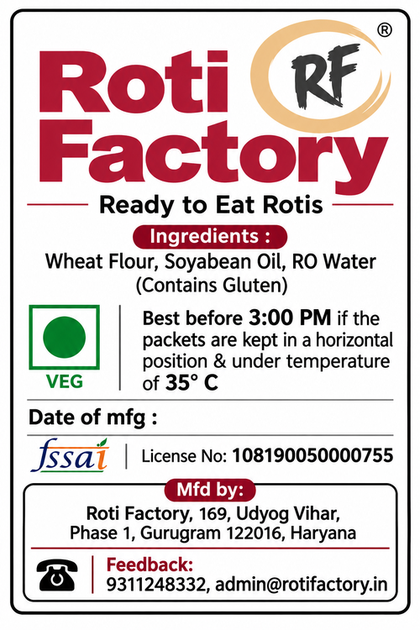 ®
RF
Roti
Factory
Ready to Eat Rotis
Ingredients :
Wheat Flour, Soyabean Oil, RO Water
(Contains Gluten)
VEG
Best before 3:00 PM if the
packets are kept in a horizontal
position & under temperature
of 35° C
Date of mfg :
fssai
License No: 108190050000755
Mfd by:
Roti Factory, 169, Udyog Vihar,
Phase 1, Gurugram 122016, Haryana
Feedback:
9311248332, admin@rotifactory.in